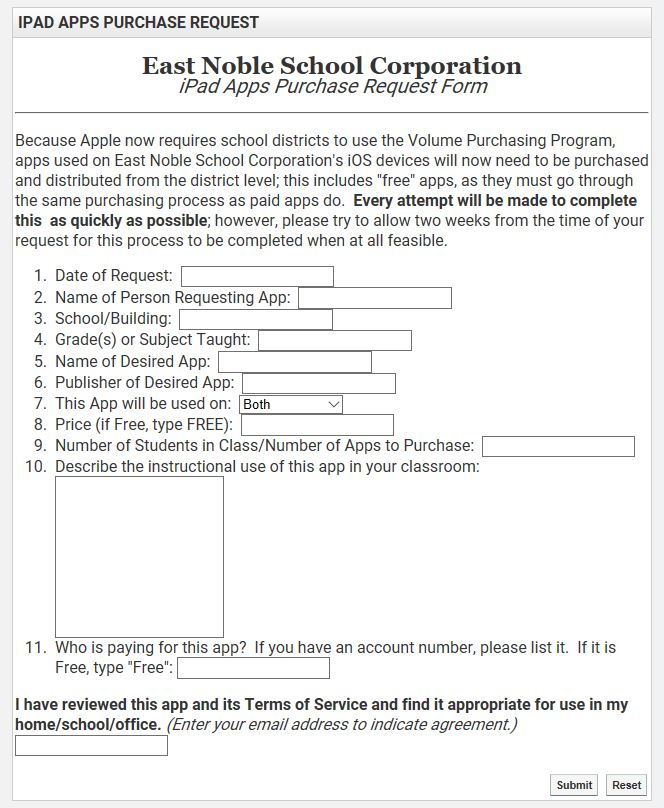 IPAD APPS PURCHASE REQUEST
East Noble School Corporation
iPad Apps Purchase Request Form
Because Apple now requires school districts to use the Volume Purchasing Program,
apps used on East Noble School Corporation's iOS devices will now need to be purchased
and distributed from the district level; this includes "free" apps, as they must go through
the same purchasing process as paid apps do.  Every attempt will be made to complete
this  as quickly as possible; however, please try to allow two weeks from the time of your
request for this process to be completed when at all feasible.
1. Date of Request:
2. Name of Person Requesting App:
3. School/Building:
4. Grade(s) or Subject Taught:
5. Name of Desired App:
6. Publisher of Desired App:
7. This App will be used on: Both
8. Price (if Free, type FREE):
9. Number of Students in Class/Number of Apps to Purchase:
10. Describe the instructional use of this app in your classroom:
11. Who is paying for this app?  If you have an account number, please list it.  If it is
Free, type "Free":
I have reviewed this app and its Terms of Service and find it appropriate for use in my
home/school/office. (Enter your email address to indicate agreement.)
Submit Reset